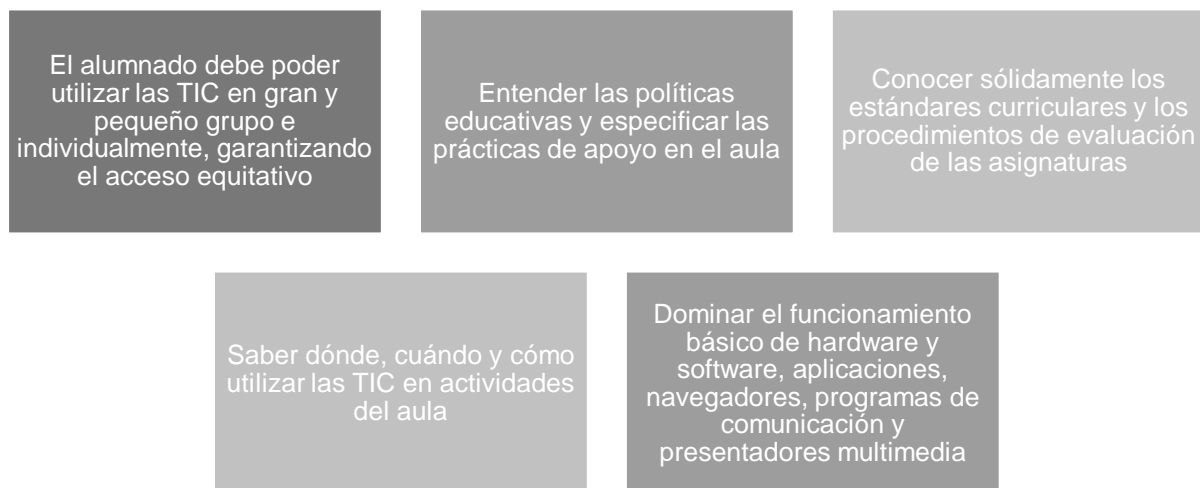 El alumnado debe poder
utilizar las TIC en gran y
pequeño grupo e
individualmente, garantizando
el acceso equitativo
Entender las políticas
educativas y especificar las
prácticas de apoyo en el aula
Conocer sólidamente los
estándares curriculares y los
procedimientos de evaluación
de las asignaturas
Saber dónde, cuándo y cómo
utilizar las TIC en actividades
del aula
Dominar el funcionamiento
básico de hardware y
software, aplicaciones,
navegadores, programas de
comunicación y
presentadores multimedia